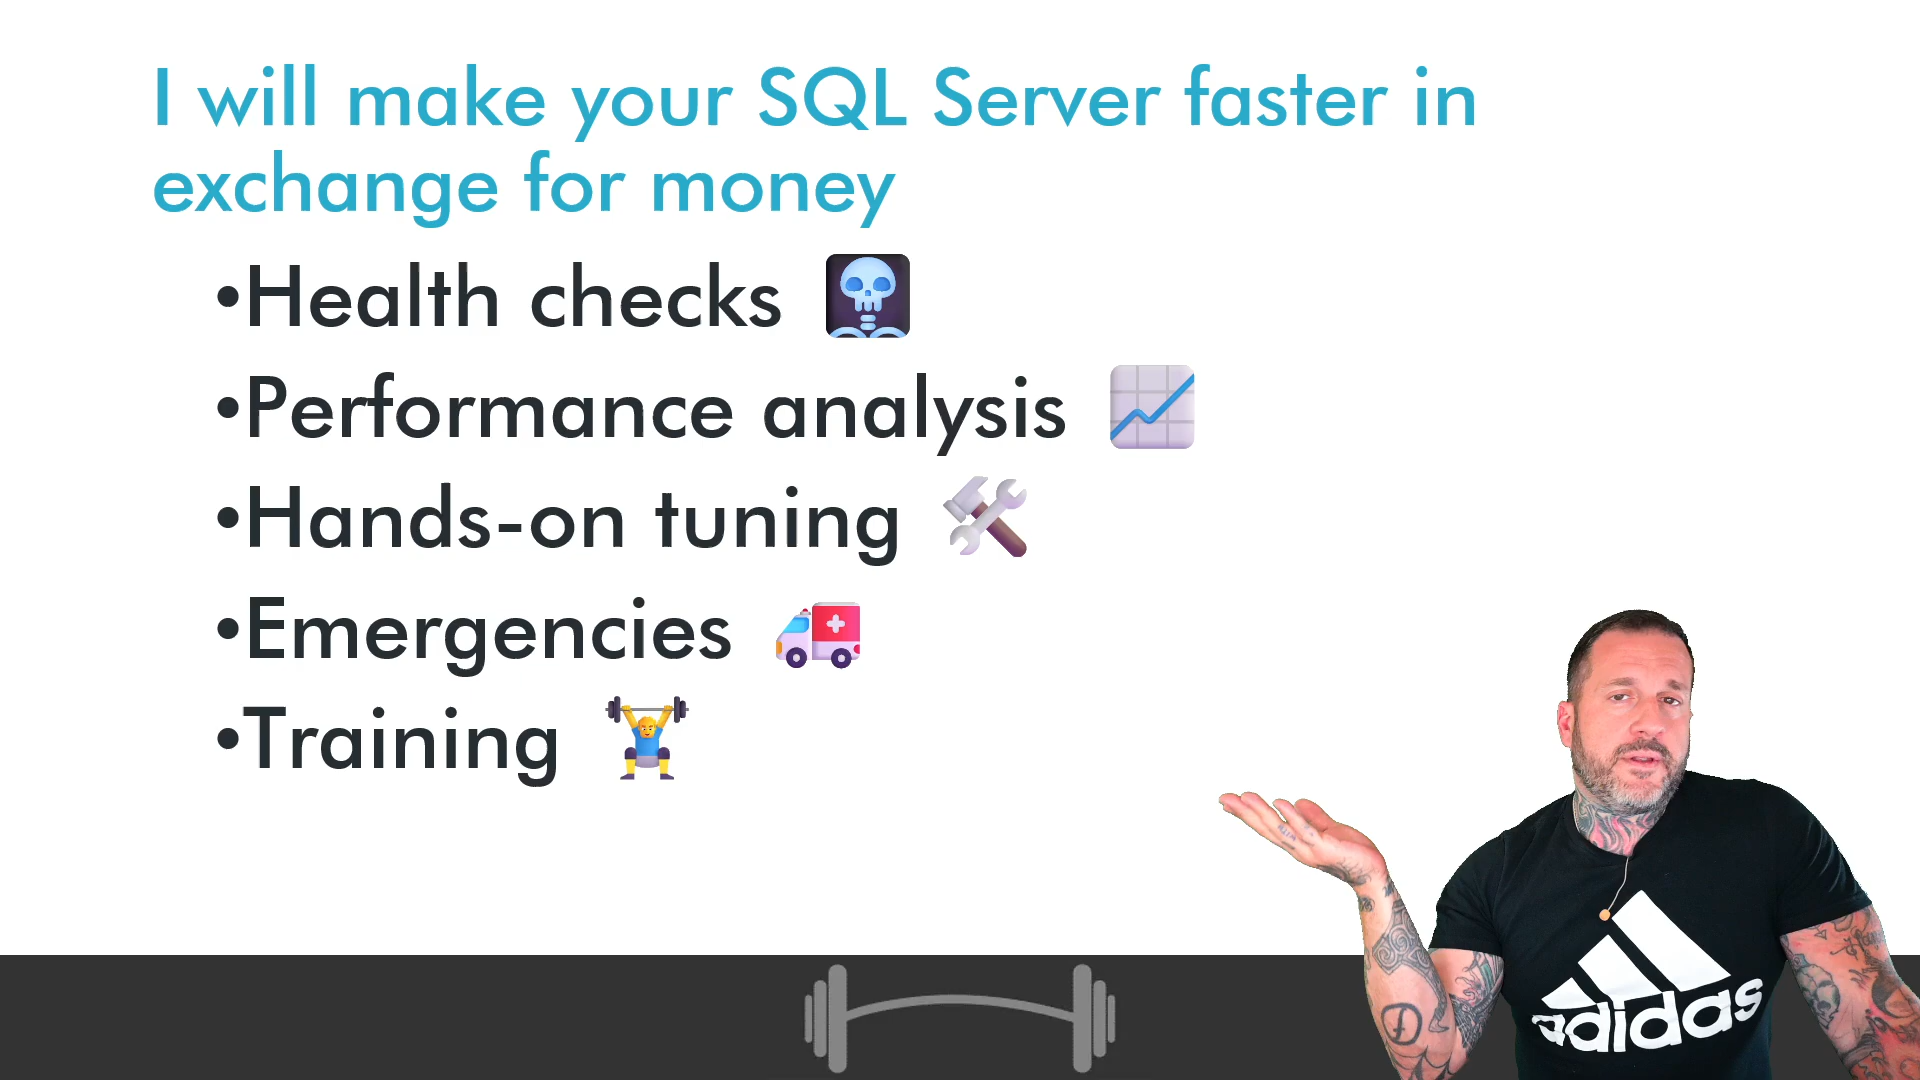 I will make your SQL Server faster in
exchange for money
•Health checks
•Performance analysis
•Hands-on tuning
•Emergencies
•Training
adidas